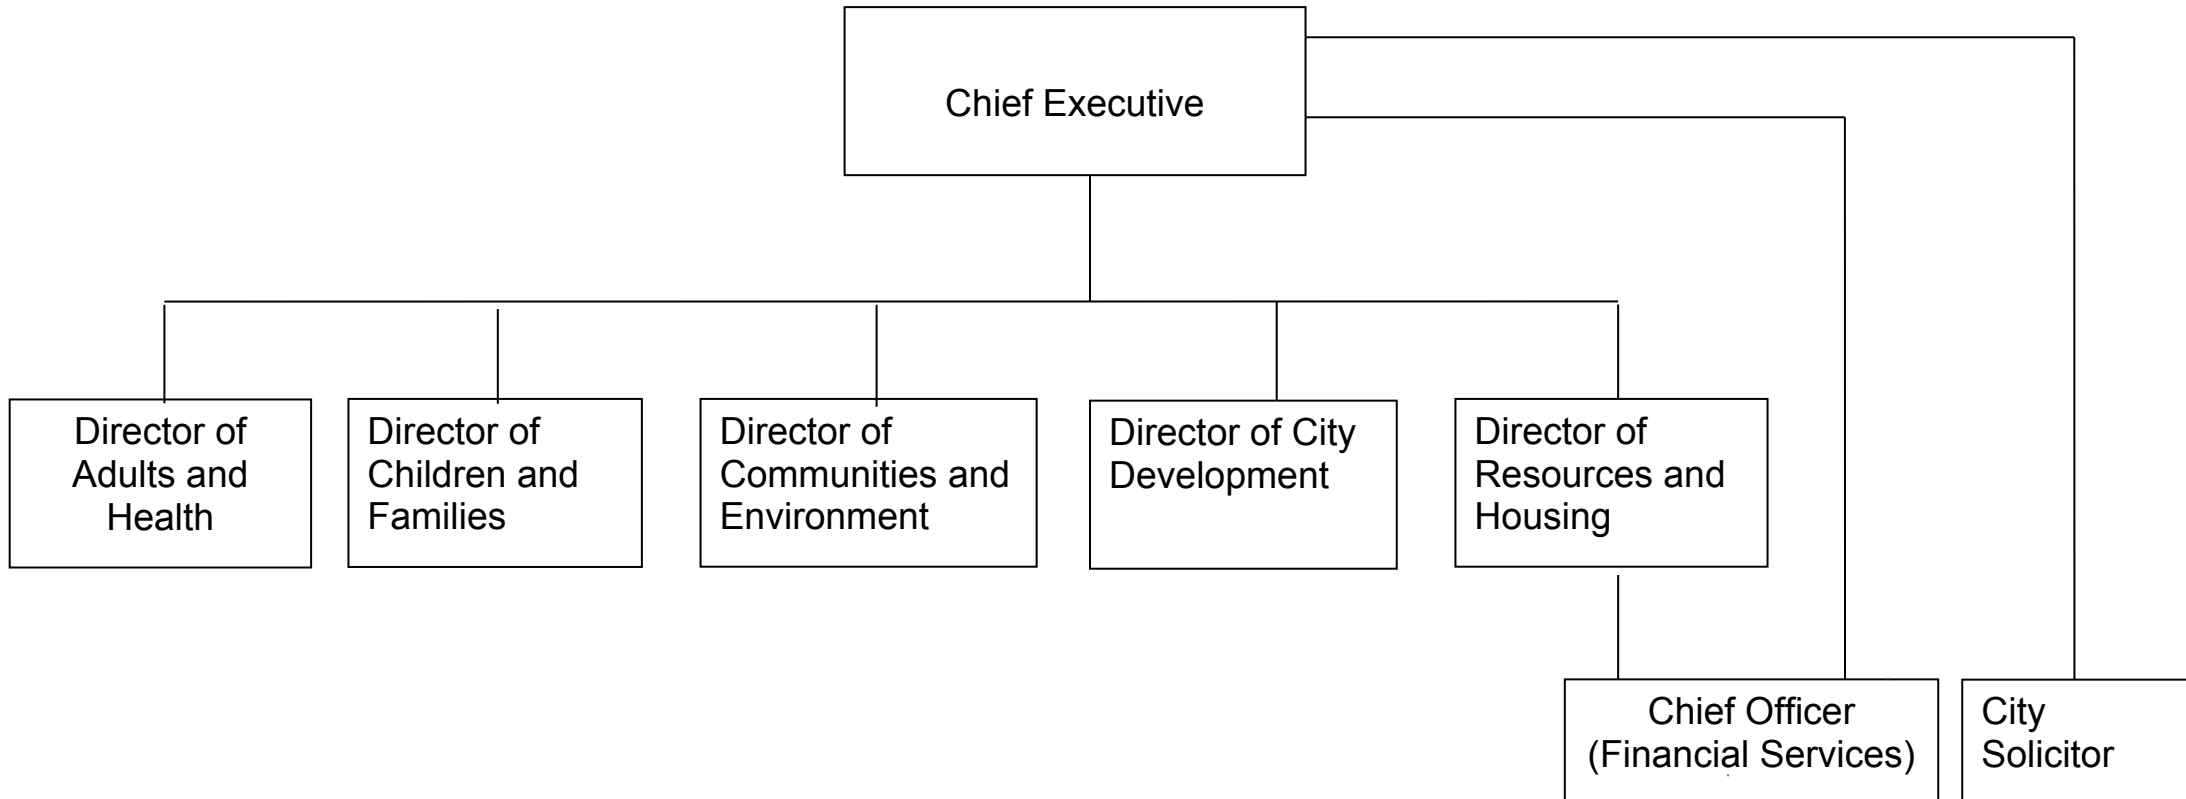 Chief Executive
Director of
Adults and
Health
Director of
Children and
Families
Director of
Communities and
Environment
Director of City
Development
Director of
Resources and
Housing
Chief Officer
(Financial Services)
City
Solicitor